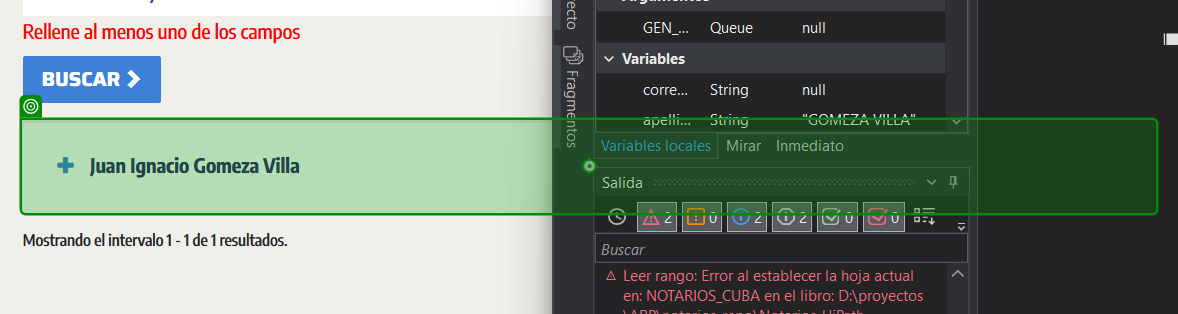 Rellene al menos uno de los campos
BUSCAR
Juan Ignacio Gomeza Villa
Mostrando el intervalo 1 - 1 de 1 resultados.
ecto
Fragmentos
GEN_... Queue null
Variables
corre... String null
apelli... String "GOMEZA VILLA"
Variables locales Mirar Inmediato
Salida
2 0 2 2 0 0
Buscar
Leer rango: Error al establecer la hoja actual
en: NOTARIOS_CUBA en el libro: D:\proyectos